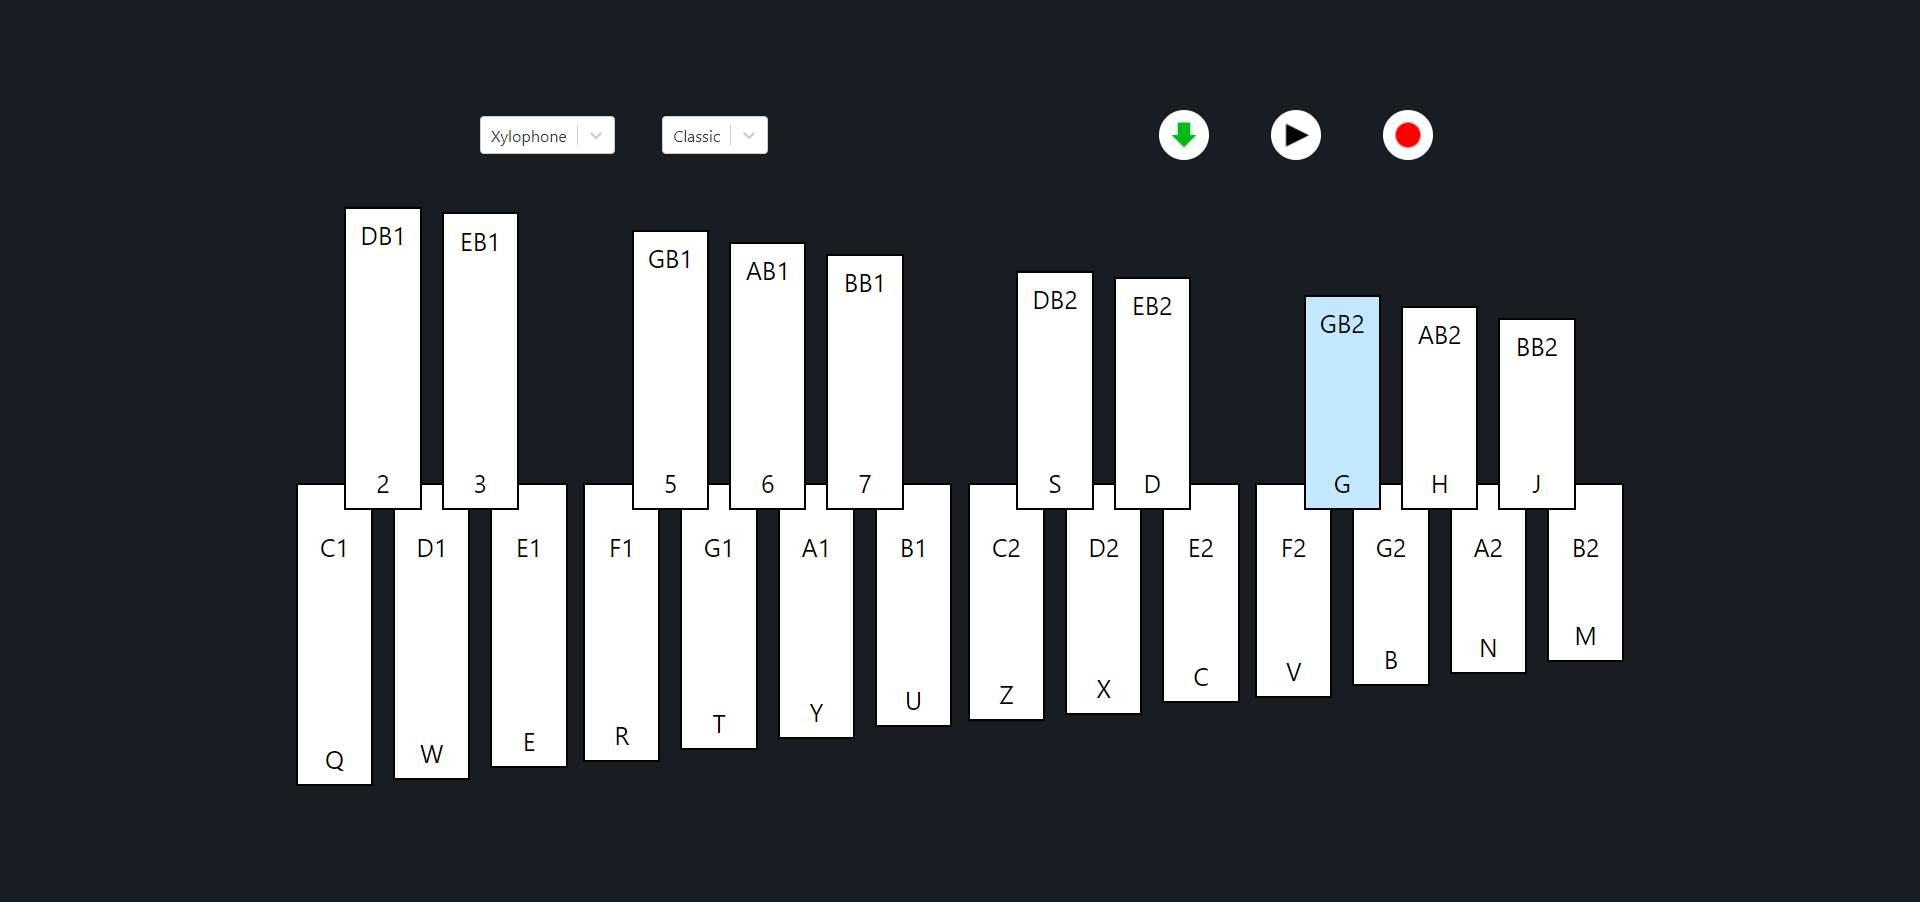 Xylophone
Classic
DB1
EB1
GB1
AB1
BB1
DB2
EB2
GB2
AB2
BB2
2
3
5
6
7
S
D
G
H
J
C1
D1
E1
F1
G1
A1
B1
C2
D2
E2
F2
G2
A2
B2
Q
W
E
R
T
Y
U
Z
X
C
V
B
N
M